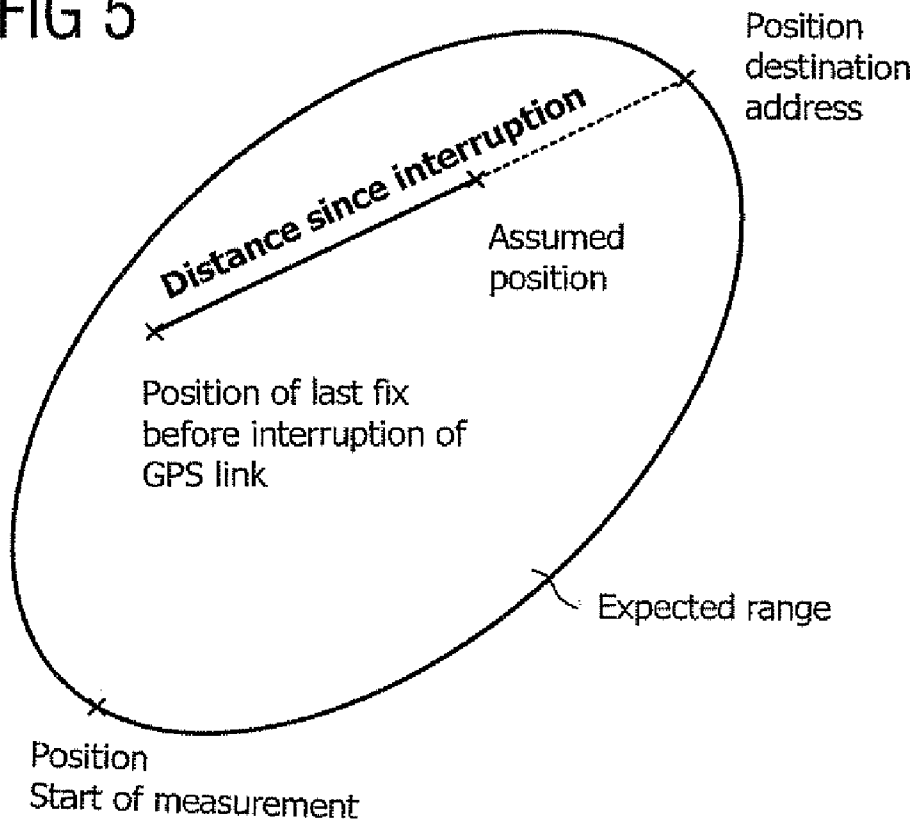 FIG 5
Position
destination
address
Distance since interruption
Assumed
position
Position of last fix
before interruption of
GPS link
Expected range
Position
Start of measurement